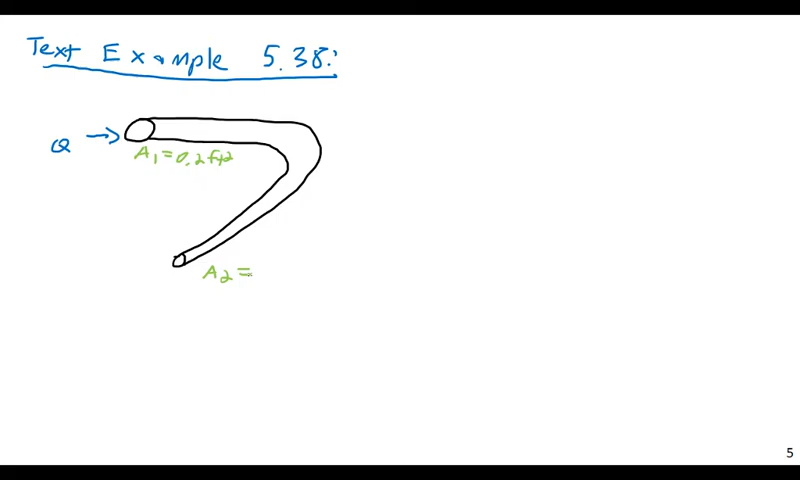 Text Example 5.38:
Q →
A1 = 0.2 ft2
A2 =
5